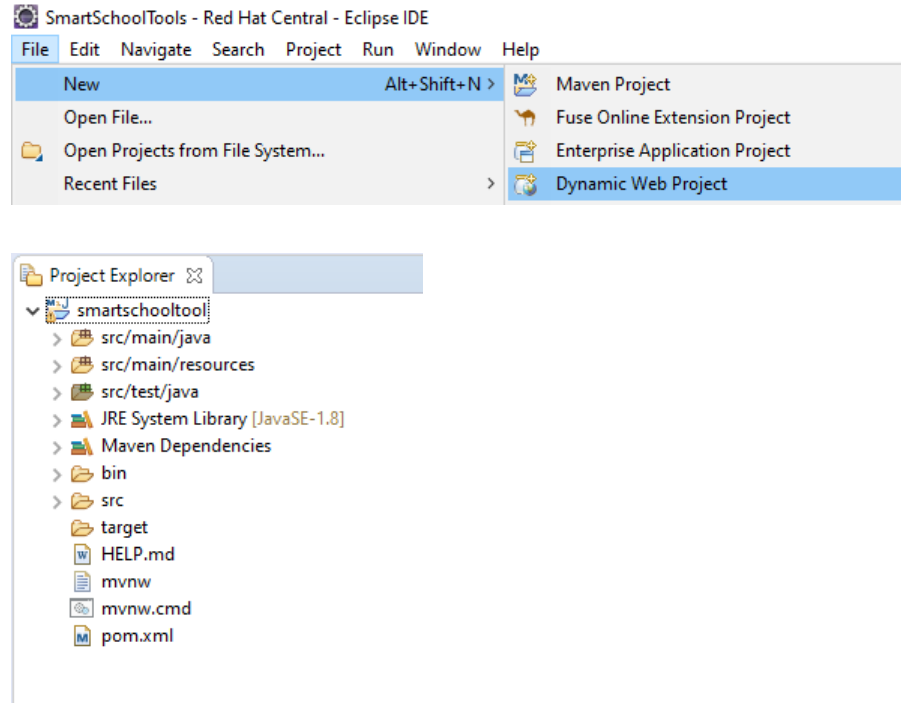 SmartSchoolTools - Red Hat Central - Eclipse IDE
File Edit Navigate Search Project Run Window Help
New Alt+Shift+N > Maven Project
Open File... Fuse Online Extension Project
Open Projects from File System... Enterprise Application Project
Recent Files > Dynamic Web Project
Project Explorer
smartschooltool
src/main/java
src/main/resources
src/test/java
JRE System Library [JavaSE-1.8]
Maven Dependencies
bin
src
target
HELP.md
mvnw
mvnw.cmd
pom.xml